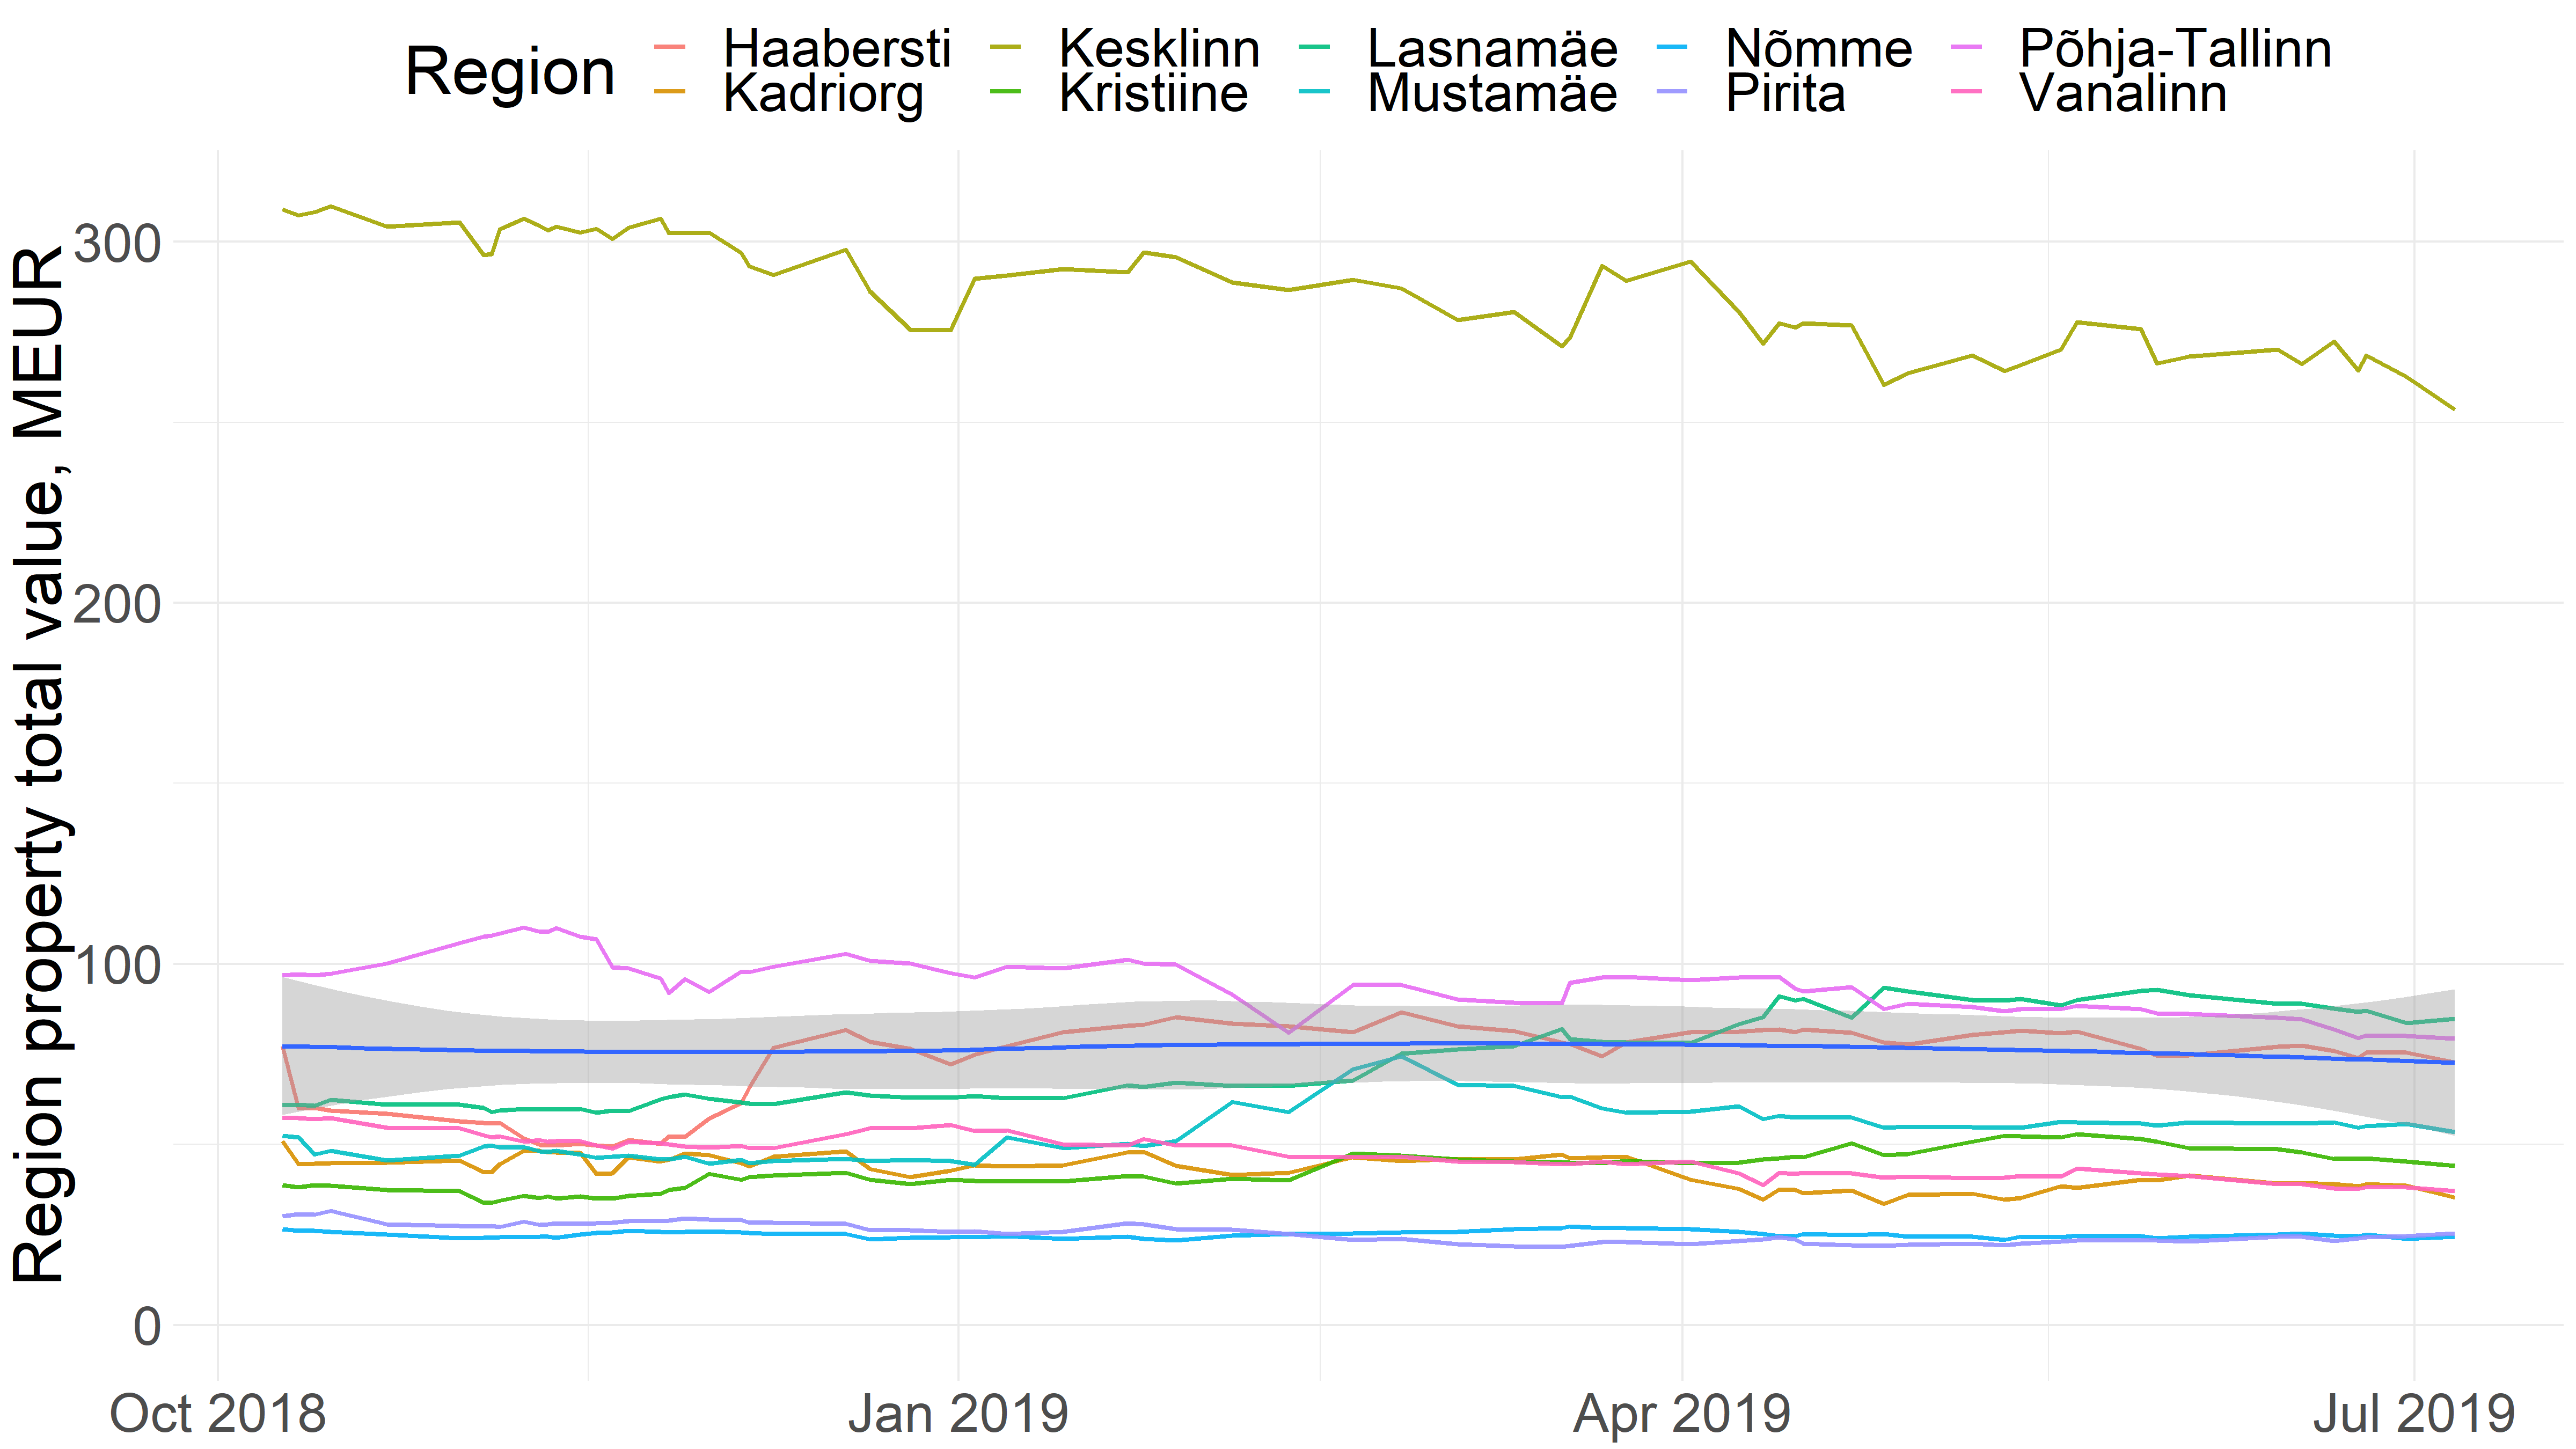 Region Haabersti Kesklinn Lasnamäe Nõmme Põhja-Tallinn
Kadriorg Kristiine Mustamäe Pirita Vanalinn
Region property total value, MEUR
300
200
100
0
Oct 2018 Jan 2019 Apr 2019 Jul 2019